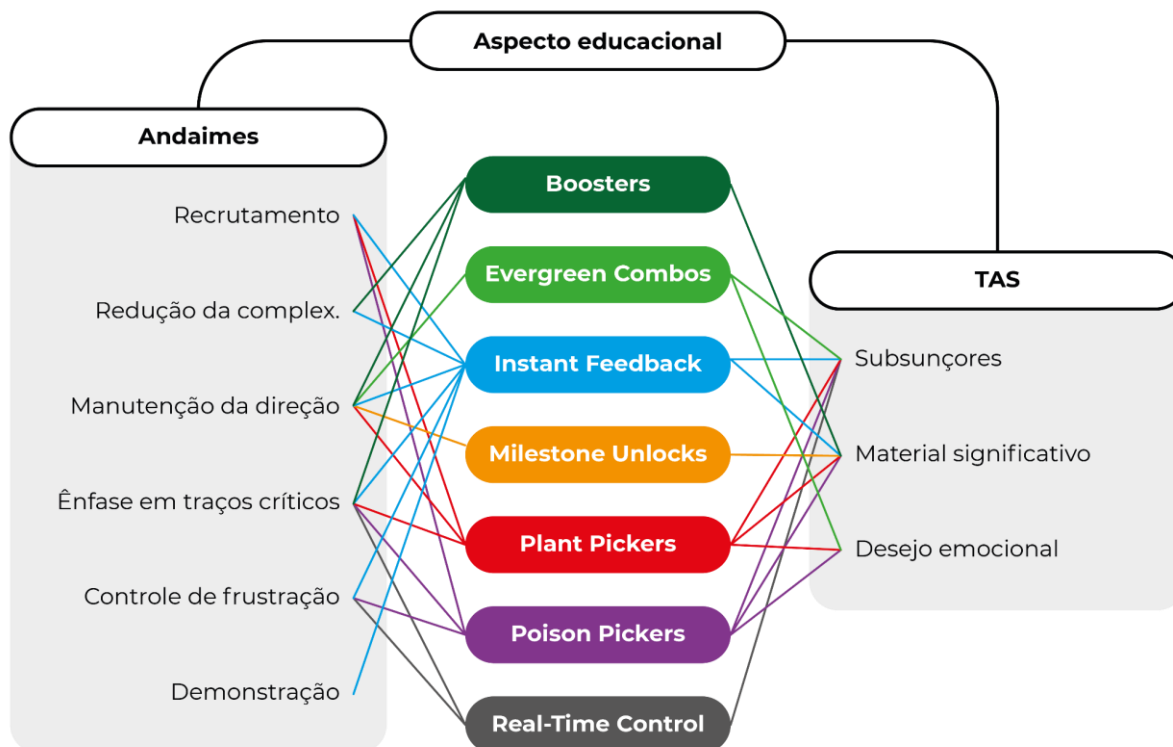 Aspecto educacional
Andaimes
Recrutamento
Redução da complex.
Manutenção da direção
Ênfase em traços críticos
Controle de frustração
Demonstração
Boosters
Evergreen Combos
Instant Feedback
Milestone Unlocks
Plant Pickers
Poison Pickers
Real-Time Control
TAS
Subsunçores
Material significativo
Desejo emocional